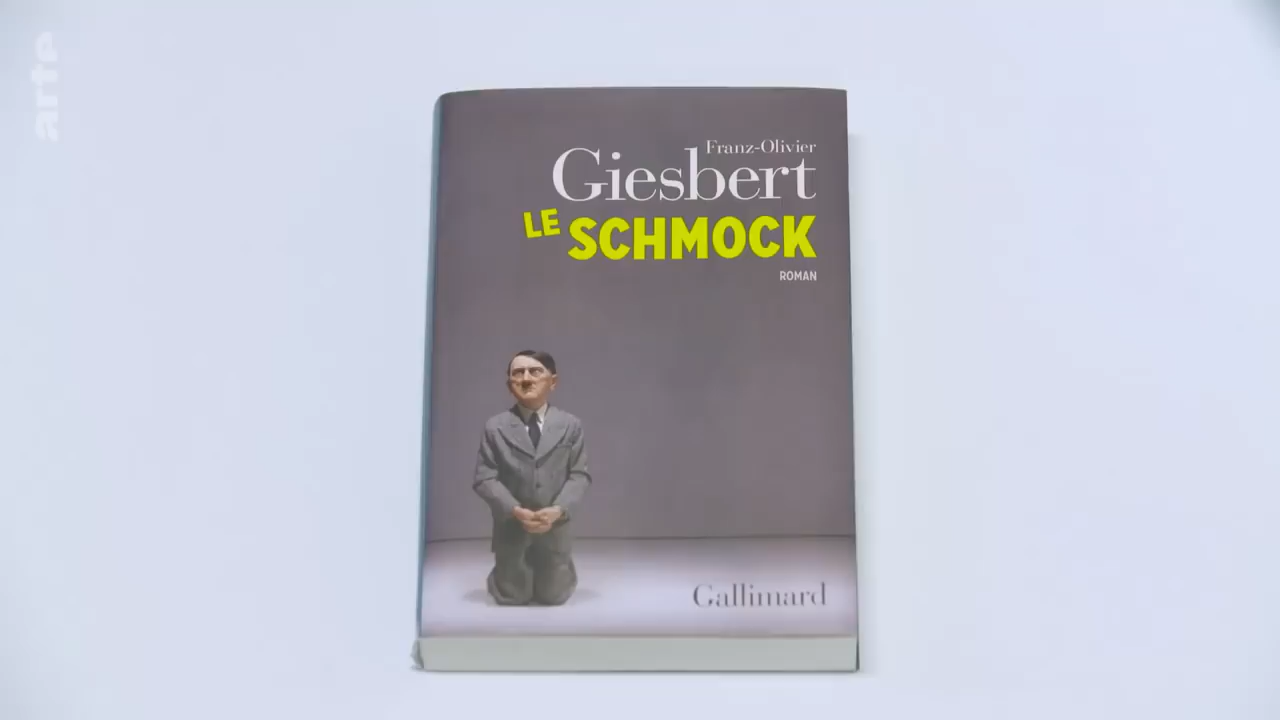 arte
Franz-Olivier
Giesbert
LE SCHMOCK
ROMAN
Gallimard